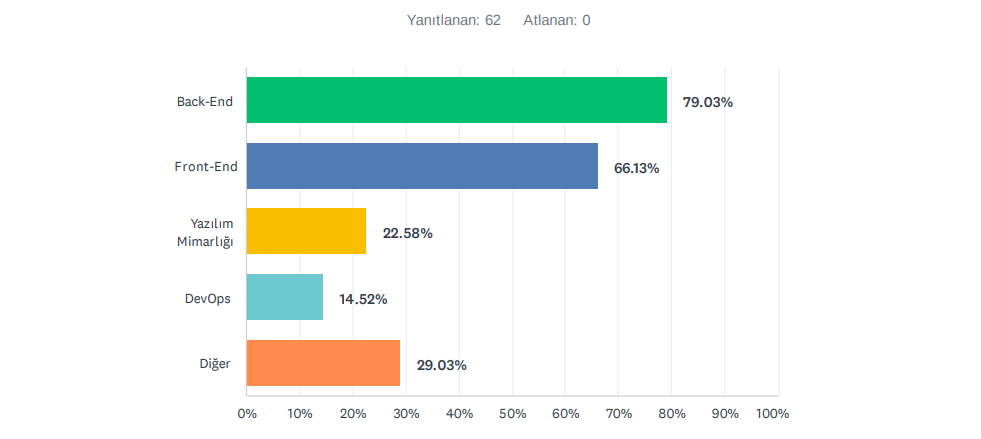 Yanıtlanan: 62 Atlanan: 0
Back-End
79.03%
Front-End
66.13%
Yazılım
Mimarlığı
22.58%
DevOps
14.52%
Diğer
29.03%
0% 10% 20% 30% 40% 50% 60% 70% 80% 90% 100%